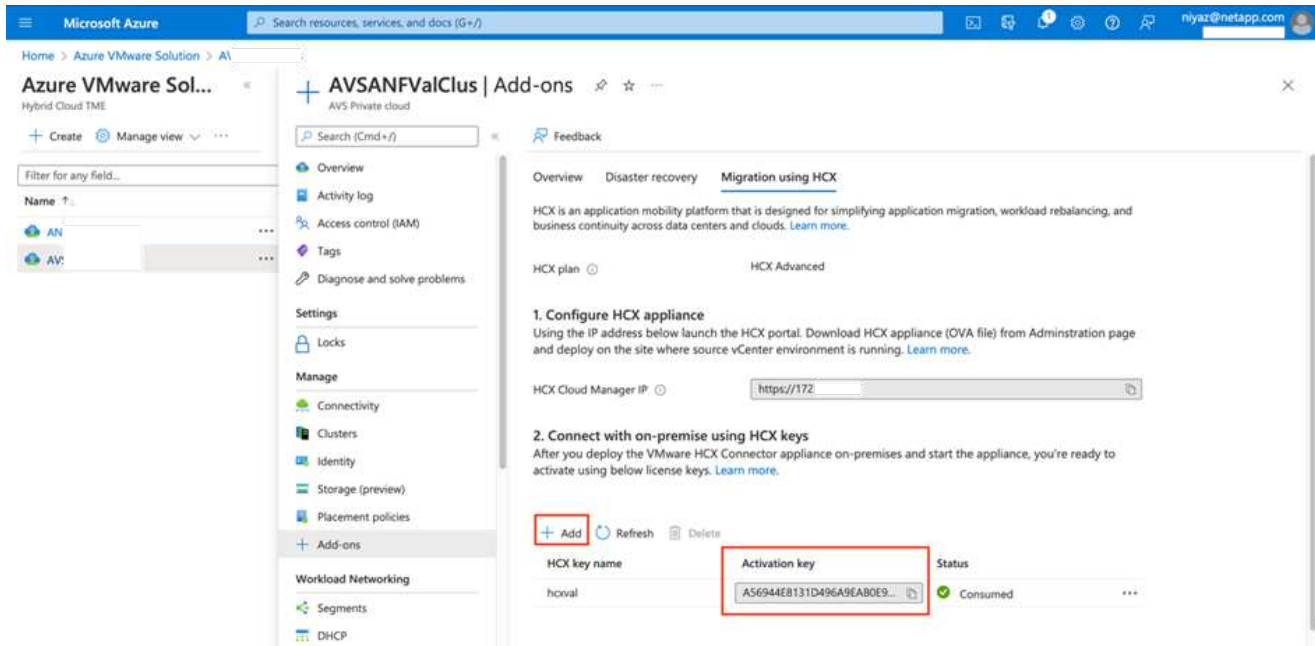 Microsoft Azure
Search resources, services, and docs (G+/)
1
niyaz@netapp.com
Home > Azure VMware Solution > AV
Azure VMware Sol... «
Hybrid Cloud TME
+ Create Manage view ...
Filter for any field...
Name ↑↓
AN ...
AVS ...
AVSANFValClus | Add-ons ...
AVS Private cloud
Search (Cmd+/) «
Overview
Activity log
Access control (IAM)
Tags
Diagnose and solve problems
Settings
Locks
Manage
Connectivity
Clusters
Identity
Storage (preview)
Placement policies
+ Add-ons
Workload Networking
Segments
DHCP
Feedback
Overview Disaster recovery Migration using HCX
HCX is an application mobility platform that is designed for simplifying application migration, workload rebalancing, and
business continuity across data centers and clouds. Learn more.
HCX plan HCX Advanced
1. Configure HCX appliance
Using the IP address below launch the HCX portal. Download HCX appliance (OVA file) from Adminstration page
and deploy on the site where source vCenter environment is running. Learn more.
HCX Cloud Manager IP https://172
2. Connect with on-premise using HCX keys
After you deploy the VMware HCX Connector appliance on-premises and start the appliance, you're ready to
activate using below license keys. Learn more.
+ Add Refresh Delete
HCX key name Activation key Status
hcxval A56944E8131D496A9EAB0E9... Consumed ...